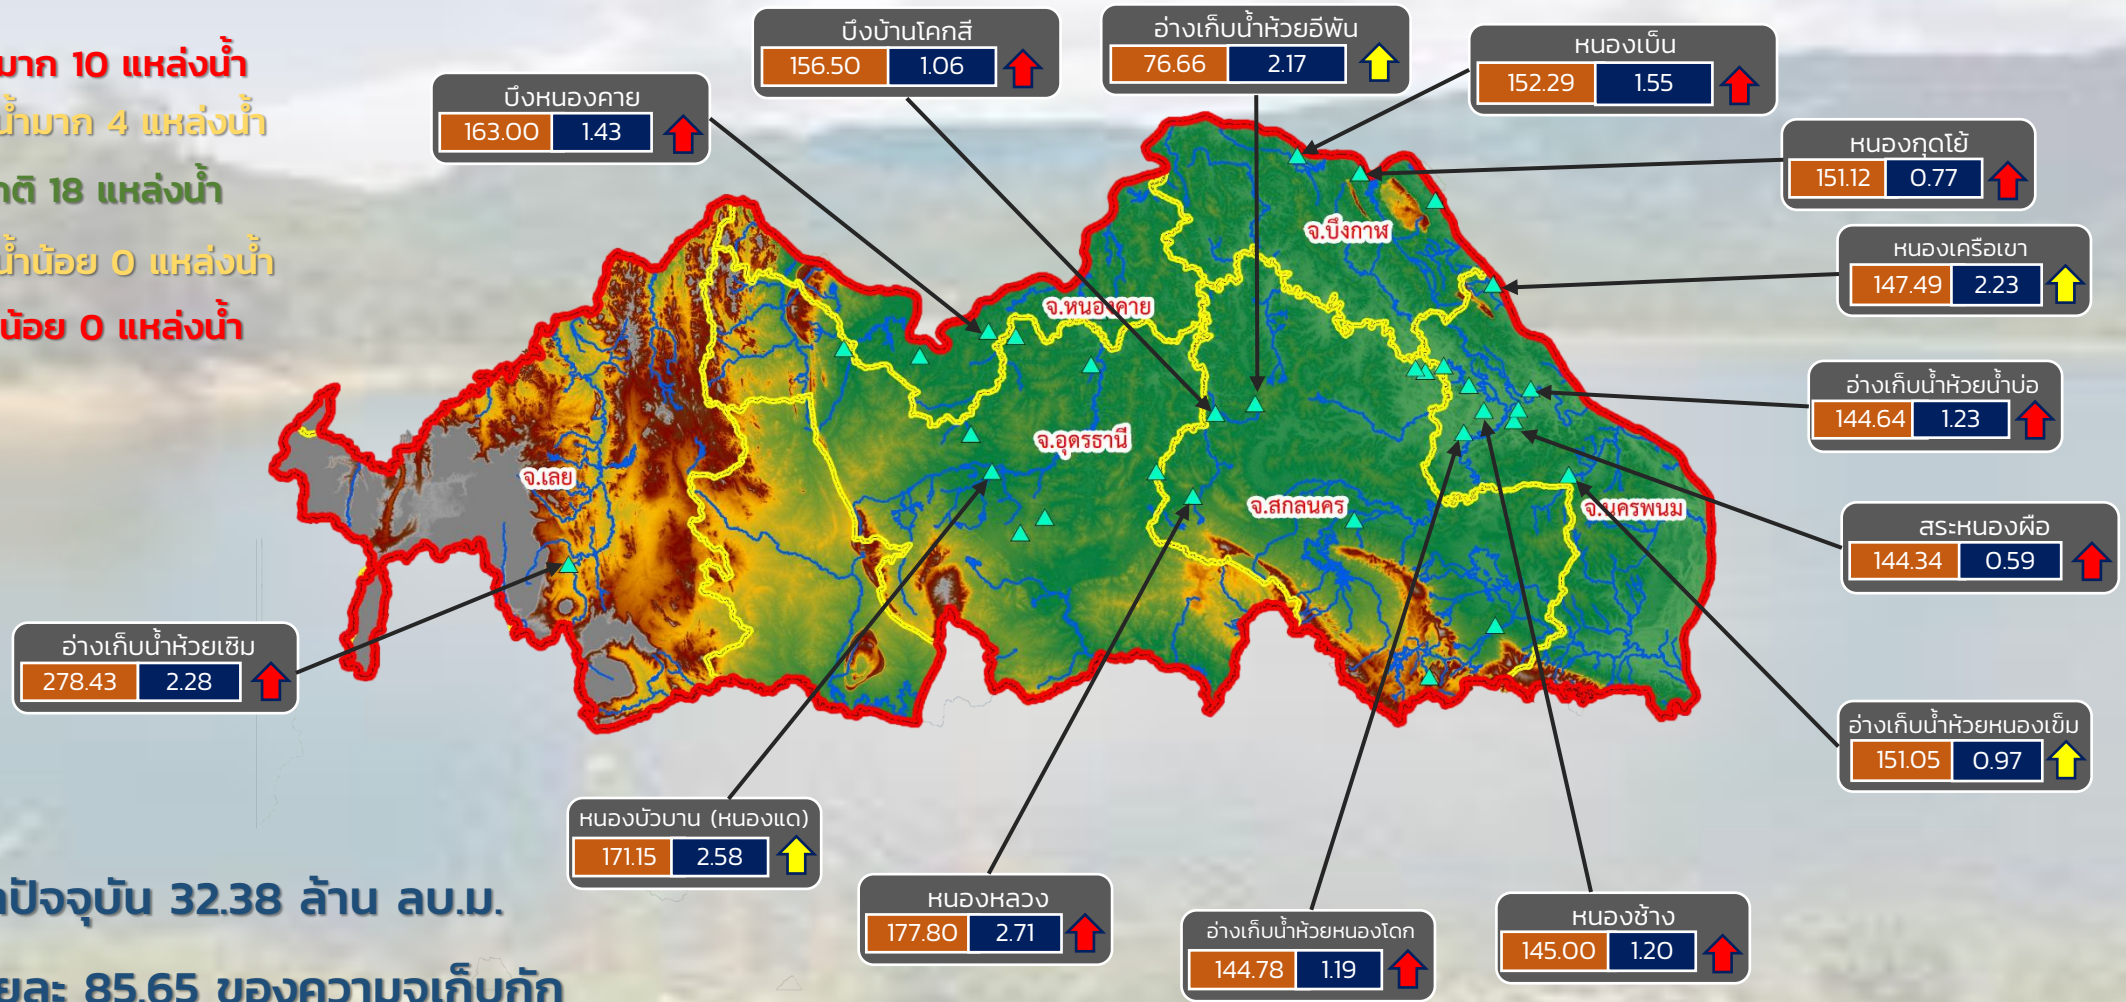 มาก 10 แหล่งน้ำ
น้ำมาก 4 แหล่งน้ำ
กติ 18 แหล่งน้ำ
น้ำน้อย 0 แหล่งน้ำ
น้อย 0 แหล่งน้ำ
บึงหนองคาย
163.00 1.43
บึงบ้านโคกสี
156.50 1.06
อ่างเก็บน้ำห้วยอีพัน
76.66 2.17
หนองเบ็น
152.29 1.55
หนองกุดโย้
151.12 0.77
หนองเครือเขา
147.49 2.23
อ่างเก็บน้ำห้วยน้ำบ่อ
144.64 1.23
สระหนองผือ
144.34 0.59
อ่างเก็บน้ำห้วยหนองเข็ม
151.05 0.97
จ.บึงกาฬ
จ.หนองคาย
จ.อุดรธานี
จ.เลย
จ.สกลนคร
จ.นครพนม
อ่างเก็บน้ำห้วยเซิม
278.43 2.28
หนองบัวบาน (หนองแด)
171.15 2.58
หนองหลวง
177.80 2.71
อ่างเก็บน้ำห้วยหนองโดก
144.78 1.19
หนองช้าง
145.00 1.20
ปัจจุบัน 32.38 ล้าน ลบ.ม.
ยละ 85.65 ของความจุเก็บกัก